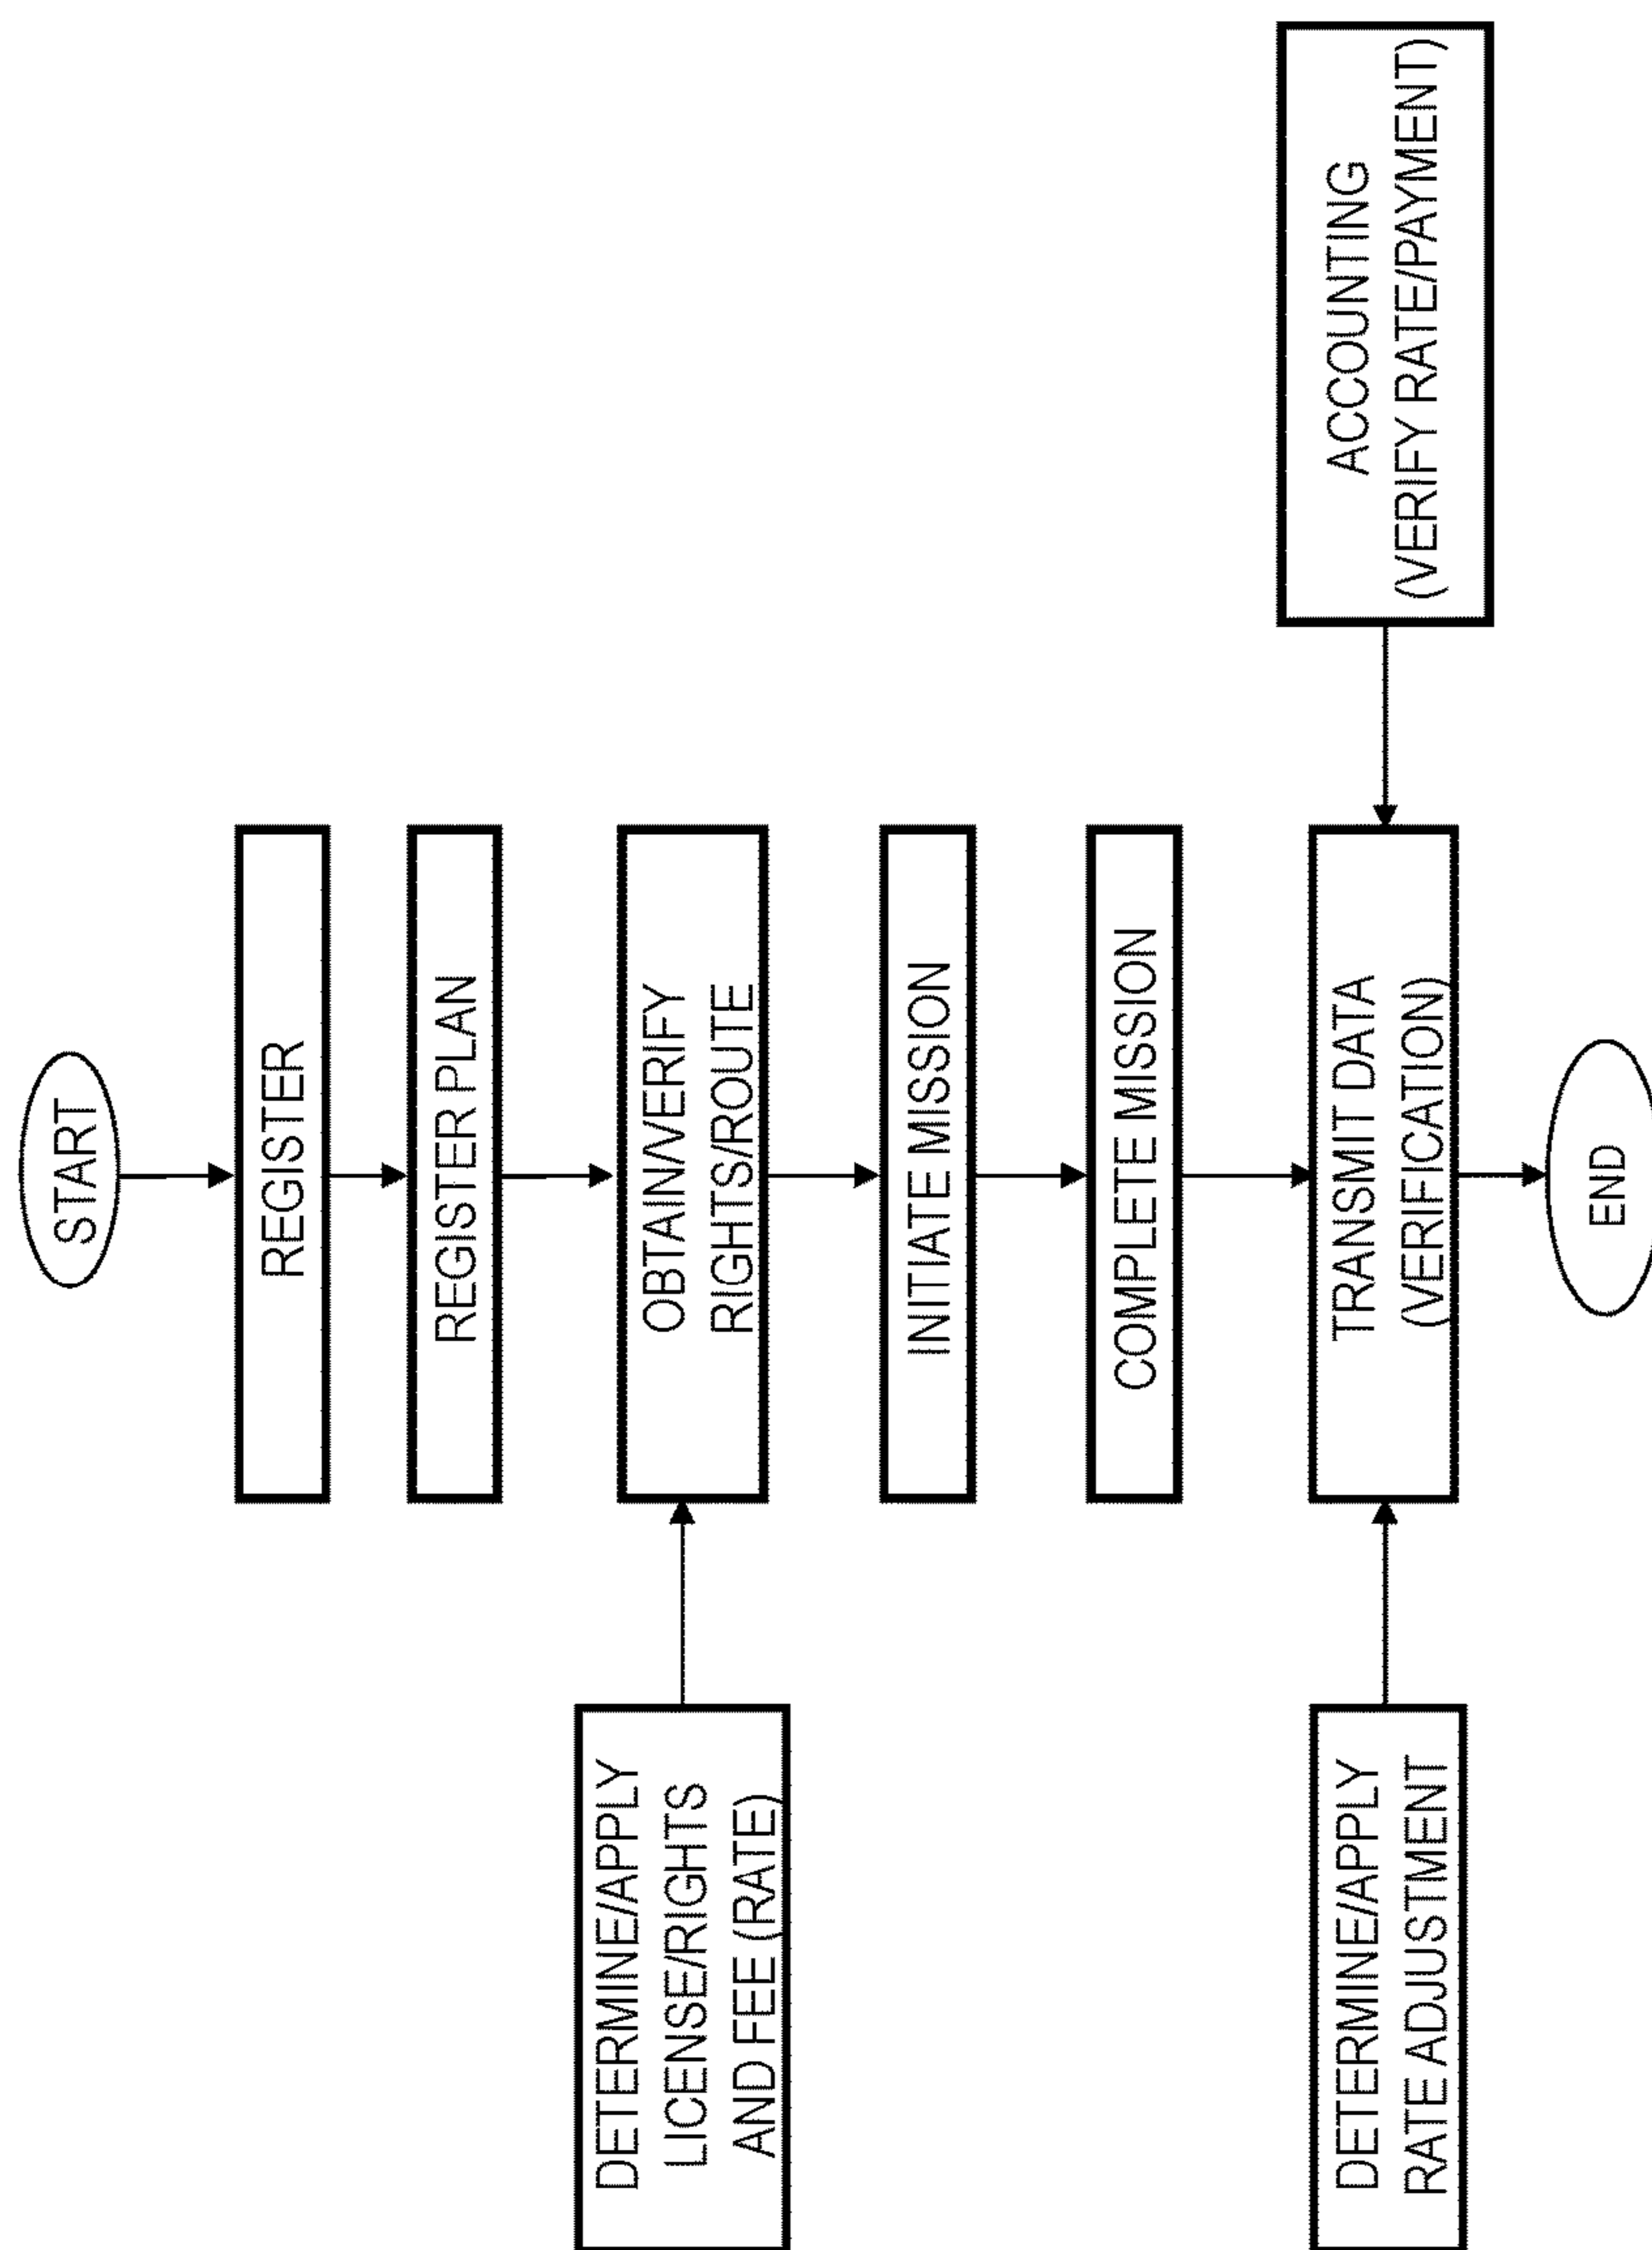 START
REGISTER
REGISTER PLAN
DETERMINE/APPLY
LICENSE/RIGHTS
AND FEE (RATE)
OBTAIN/VERIFY
RIGHTS/ROUTE
INITIATE MISSION
COMPLETE MISSION
DETERMINE/APPLY
RATE ADJUSTMENT
TRANSMIT DATA
(VERIFICATION)
ACCOUNTING
(VERIFY RATE/PAYMENT)
END